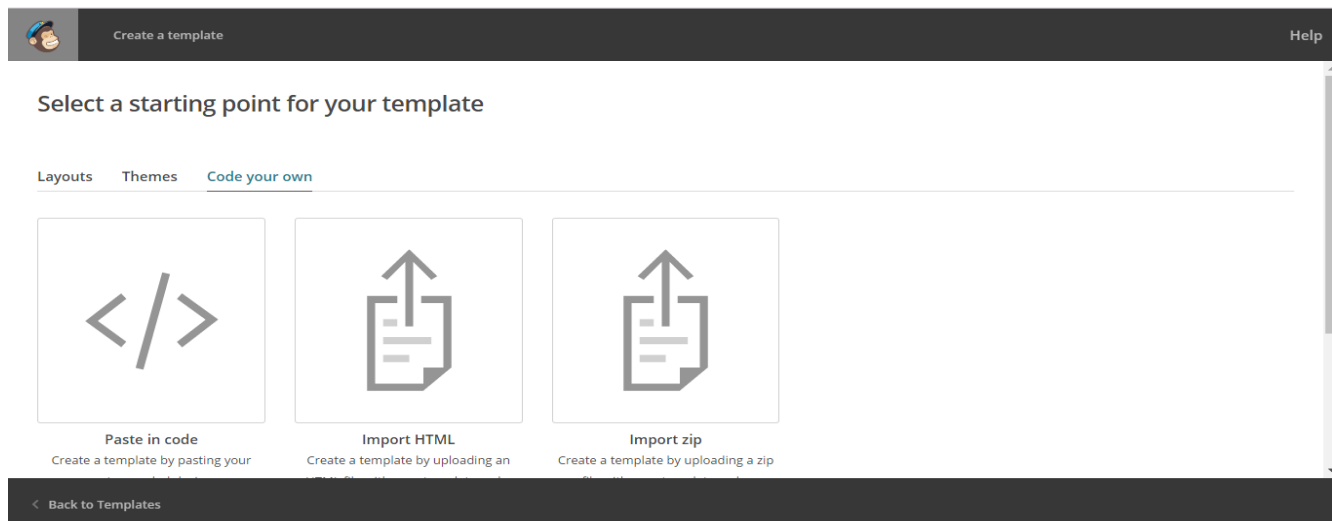 Create a template
Help
Select a starting point for your template
Layouts Themes Code your own
Paste in code
Create a template by pasting your
Import HTML
Create a template by uploading an
Import zip
Create a template by uploading a zip
Back to Templates